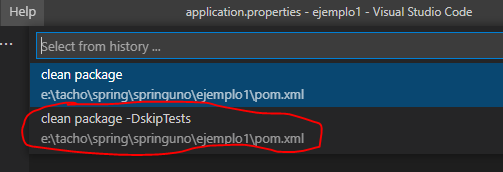 Help
application.properties - ejemplo1 - Visual Studio Code
...
Select from history ...
clean package
e:\tacho\spring\springuno\ejemplo1\pom.xml
clean package -DskipTests
e:\tacho\spring\springuno\ejemplo1\pom.xml